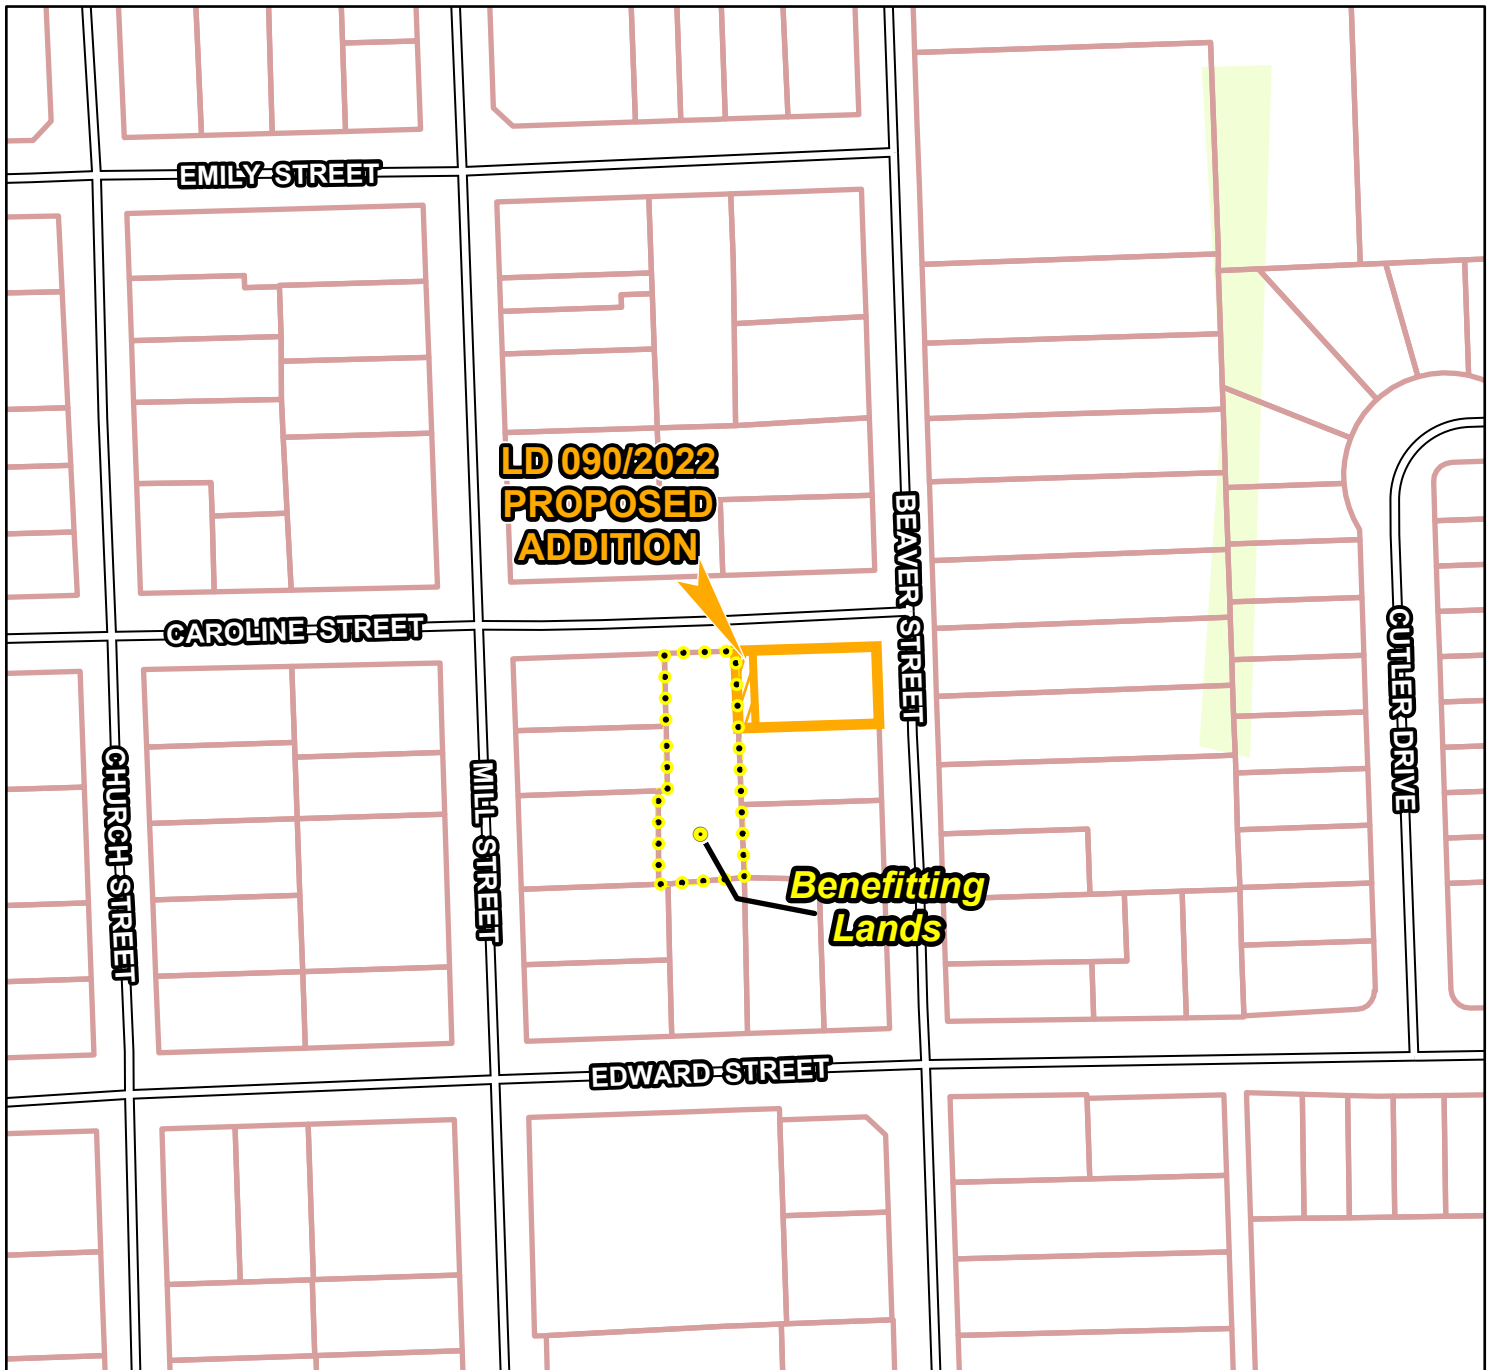 EMILY STREET
LD 090/2022
PROPOSED
ADDITION
BEAVER STREET
CAROLINE STREET
CUTLER DRIVE
CHURCH STREET
MILL STREET
Benefitting
Lands
EDWARD STREET